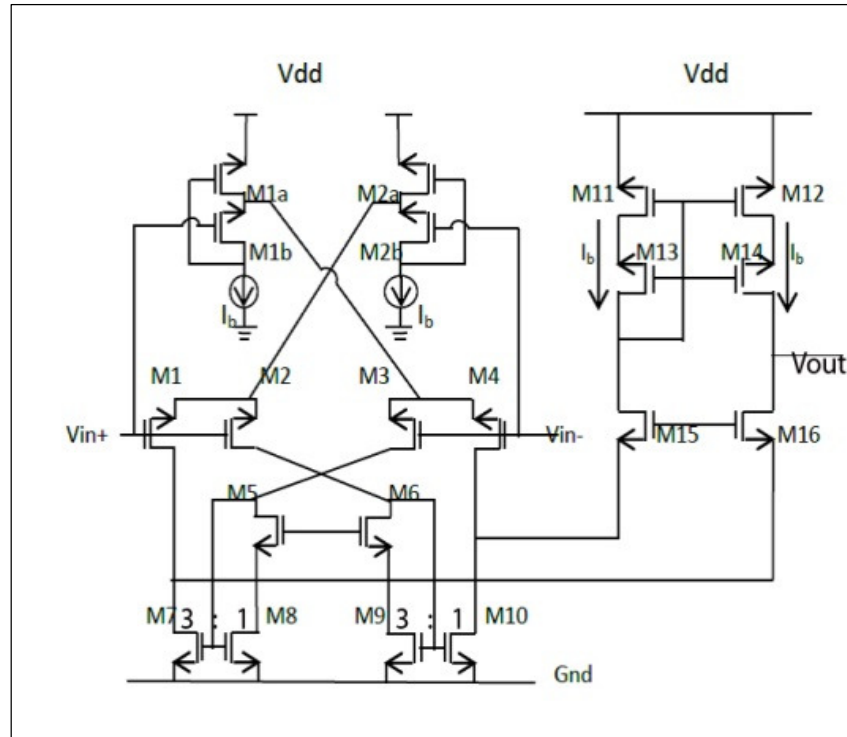 Vdd Vdd
M1a M2a M11 M12
M1b M2b Ib M13 M14 Ib
Ib Ib
Vout
M1 M2 M3 M4
Vin+ Vin- M15 M16
M5 M6
M7 3 : 1 M8 M9 3 : 1 M10
Gnd